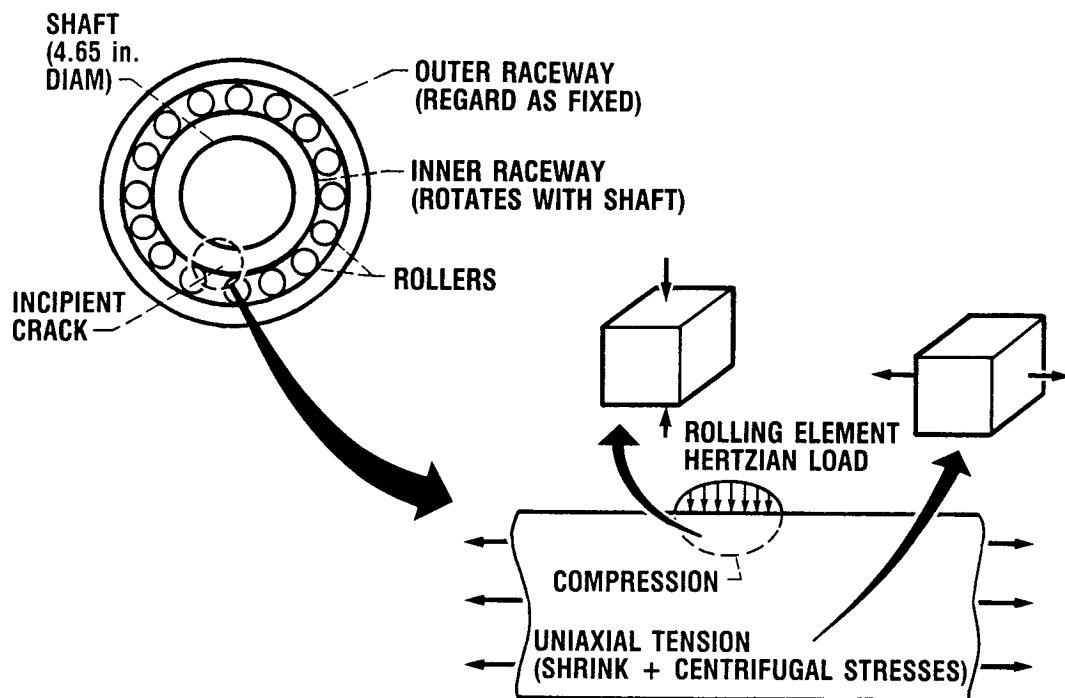 SHAFT
(4.65 in.
DIAM)
OUTER RACEWAY
(REGARD AS FIXED)
INNER RACEWAY
(ROTATES WITH SHAFT)
ROLLERS
INCIPIENT
CRACK
ROLLING ELEMENT
HERTZIAN LOAD
COMPRESSION
UNIAXIAL TENSION
(SHRINK + CENTRIFUGAL STRESSES)